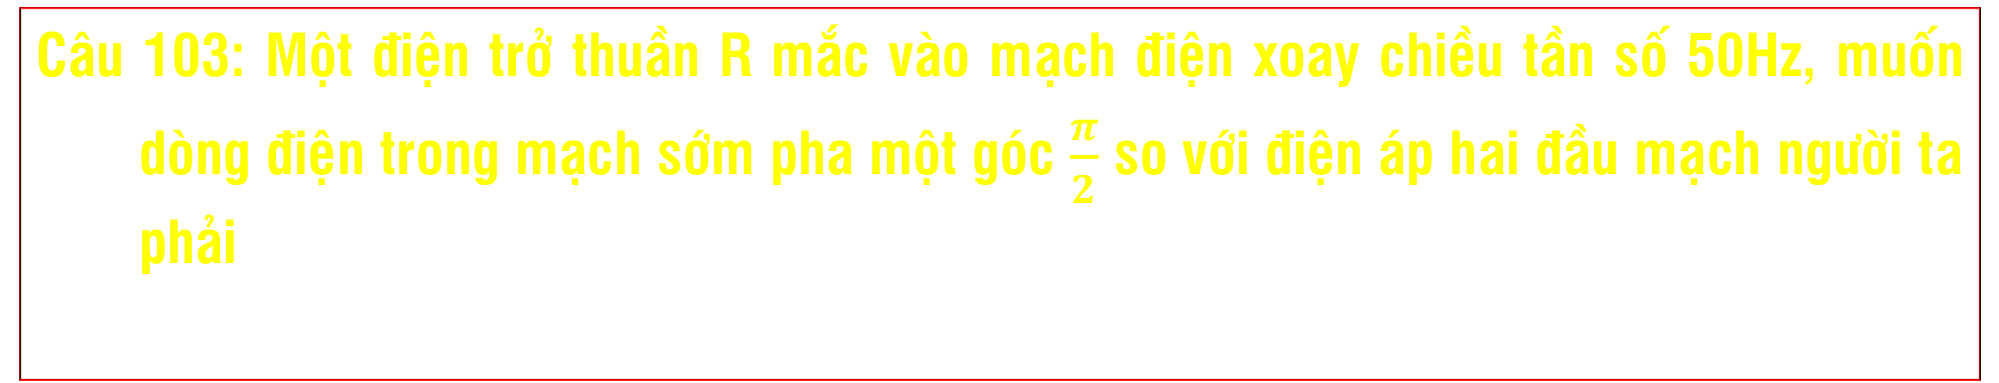 Câu 103: Một điện trở thuần R mắc vào mạch điện xoay chiều tần số 50Hz, muốn
dòng điện trong mạch sớm pha một góc π/2 so với điện áp hai đầu mạch người ta
phải